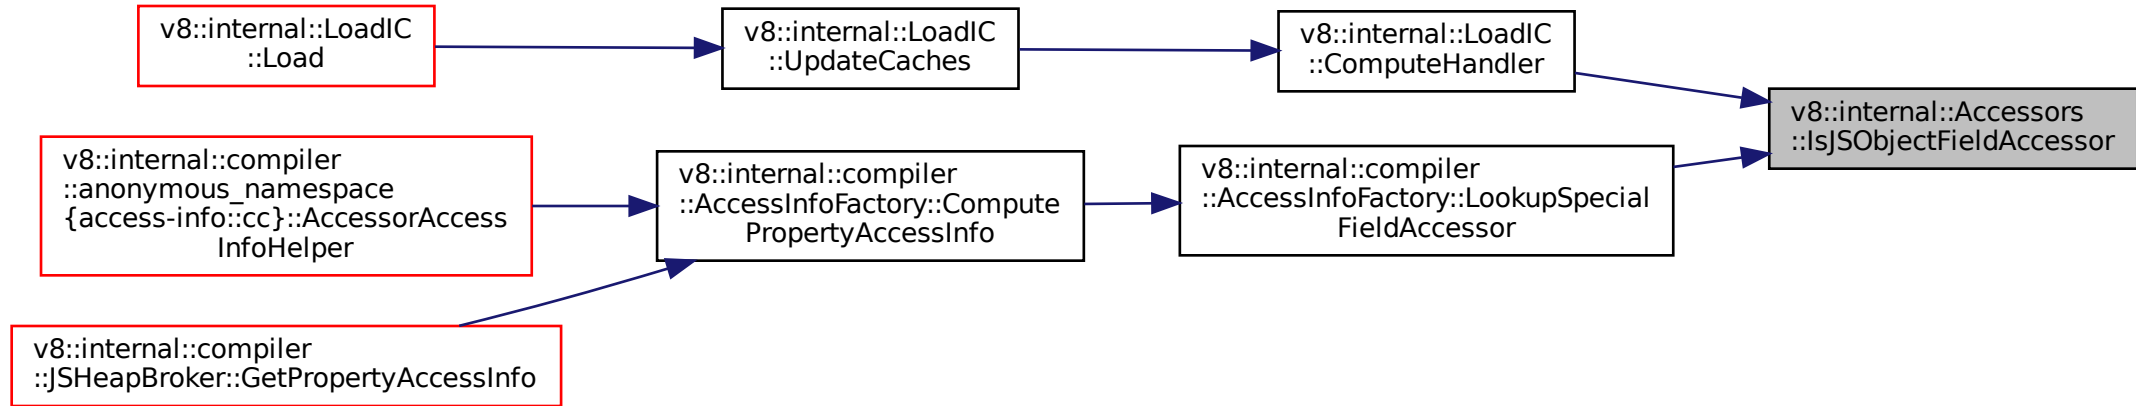 v8::internal::LoadIC
::Load
v8::internal::LoadIC
::UpdateCaches
v8::internal::LoadIC
::ComputeHandler
v8::internal::Accessors
::IsJSObjectFieldAccessor
v8::internal::compiler
::anonymous_namespace
{access-info::cc}::AccessorAccess
InfoHelper
v8::internal::compiler
::AccessInfoFactory::Compute
PropertyAccessInfo
v8::internal::compiler
::AccessInfoFactory::LookupSpecial
FieldAccessor
v8::internal::compiler
::JSHeapBroker::GetPropertyAccessInfo